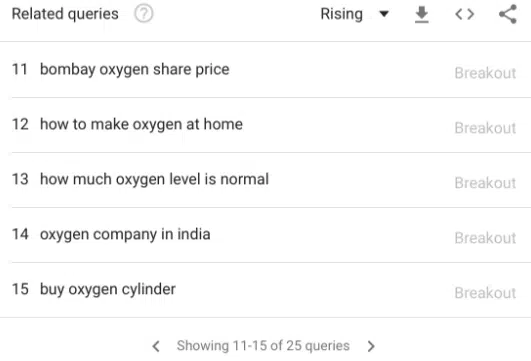 Related queries ? Rising
11 bombay oxygen share price Breakout
12 how to make oxygen at home Breakout
13 how much oxygen level is normal Breakout
14 oxygen company in india Breakout
15 buy oxygen cylinder Breakout
Showing 11-15 of 25 queries